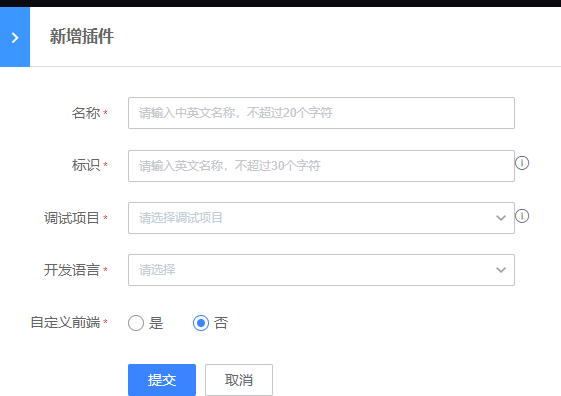 新增插件
名称 * 请输入中英文名称，不超过20个字符
标识 * 请输入英文名称，不超过30个字符
调试项目 * 请选择调试项目
开发语言 * 请选择
自定义前端 * 是 否
提交 取消